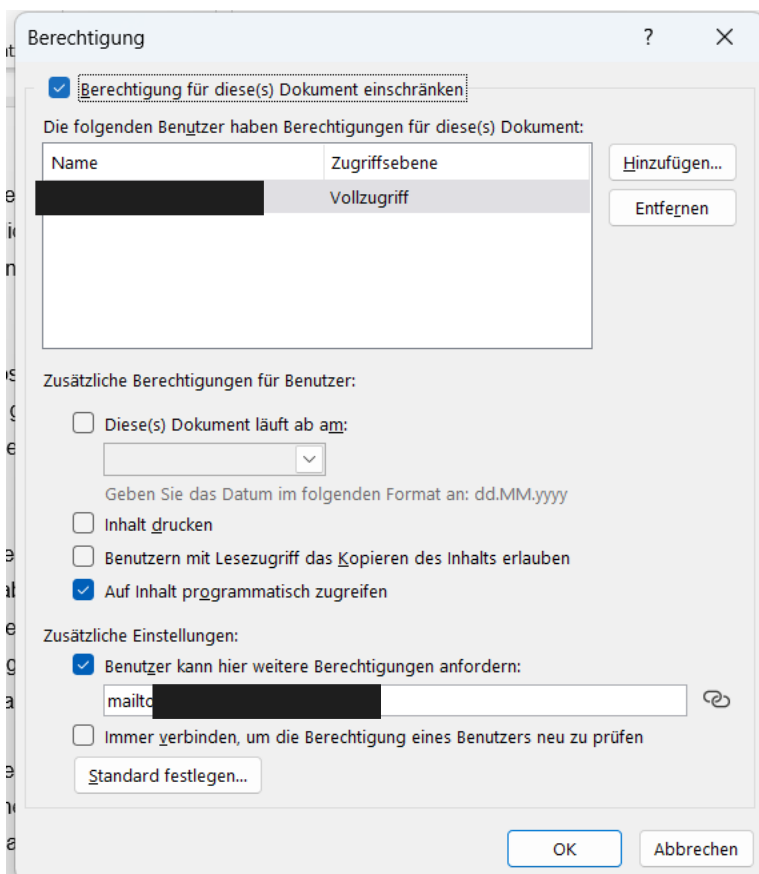 Berechtigung
?
Berechtigung für diese(s) Dokument einschränken
Die folgenden Benutzer haben Berechtigungen für diese(s) Dokument:
Name Zugriffsebene
Hinzufügen...
Vollzugriff
Entfernen
Zusätzliche Berechtigungen für Benutzer:
Diese(s) Dokument läuft ab am:
Geben Sie das Datum im folgenden Format an: dd.MM.yyyy
Inhalt drucken
Benutzern mit Lesezugriff das Kopieren des Inhalts erlauben
Auf Inhalt programmatisch zugreifen
Zusätzliche Einstellungen:
Benutzer kann hier weitere Berechtigungen anfordern:
mailto
Immer verbinden, um die Berechtigung eines Benutzers neu zu prüfen
Standard festlegen...
OK Abbrechen